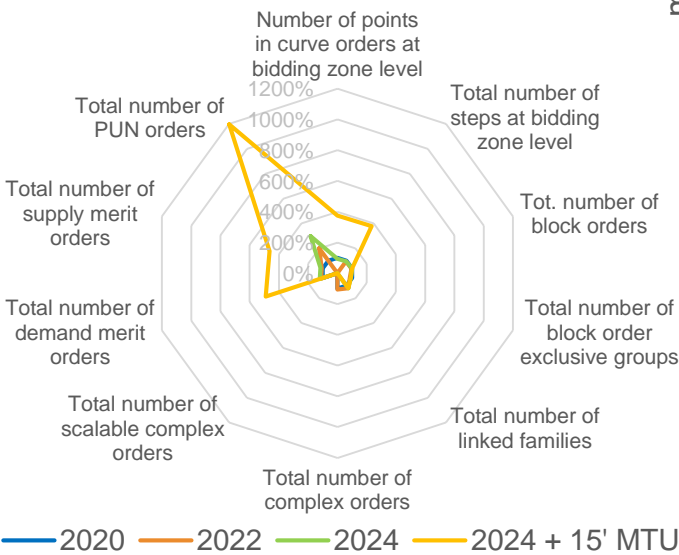 Number of points
in curve orders at
bidding zone level
Total number of
steps at bidding
zone level
Tot. number of
block orders
Total number of
block order
exclusive groups
Total number of
linked families
Total number of
complex orders
Total number of
scalable complex
orders
Total number of
demand merit
orders
Total number of
supply merit
orders
Total number of
PUN orders
1200%
1000%
800%
600%
400%
200%
0%
2020
2022
2024
2024 + 15' MTU